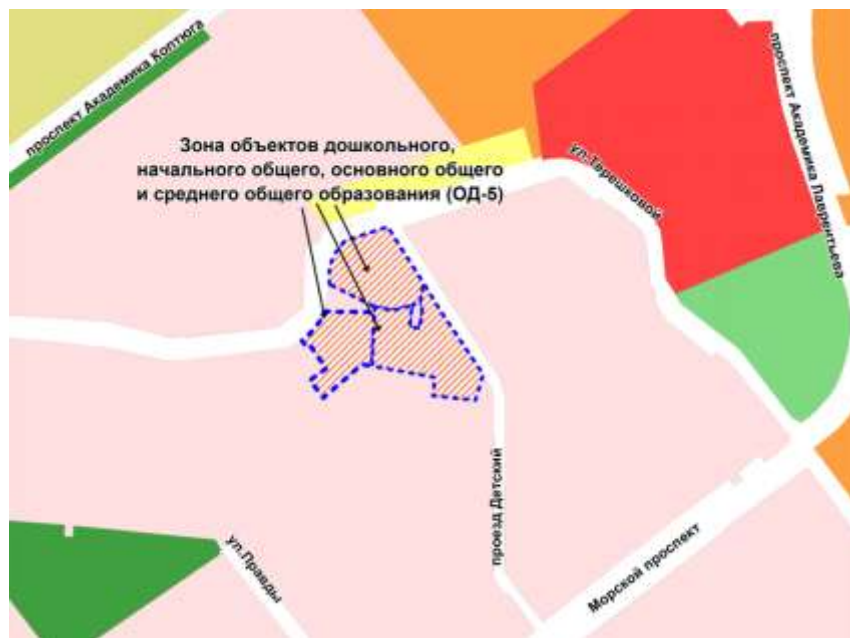 проспект Академика Коптюга
проспект Академика Лаврентьева
Зона объектов дошкольного,
начального общего, основного общего
и среднего общего образования (ОД-5)
ул.Терешковой
проезд Детский
Морской проспект
ул.Правды